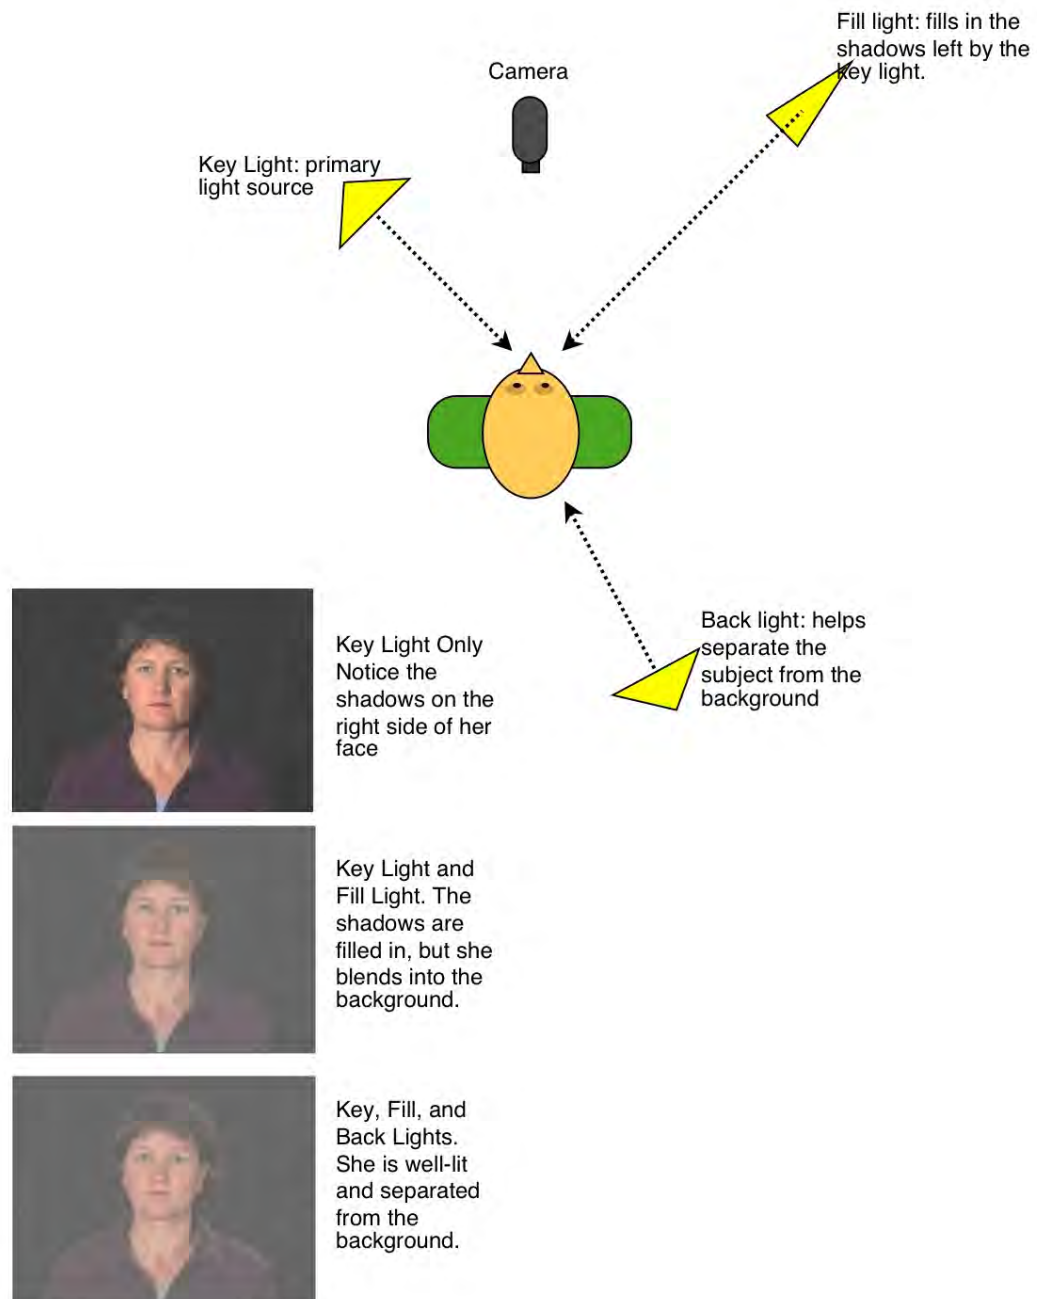 Fill light: fills in the
shadows left by the
key light.
Camera
Key Light: primary
light source
Back light: helps
separate the
subject from the
background
Key Light Only
Notice the
shadows on the
right side of her
face
Key Light and
Fill Light. The
shadows are
filled in, but she
blends into the
background.
Key, Fill, and
Back Lights.
She is well-lit
and separated
from the
background.